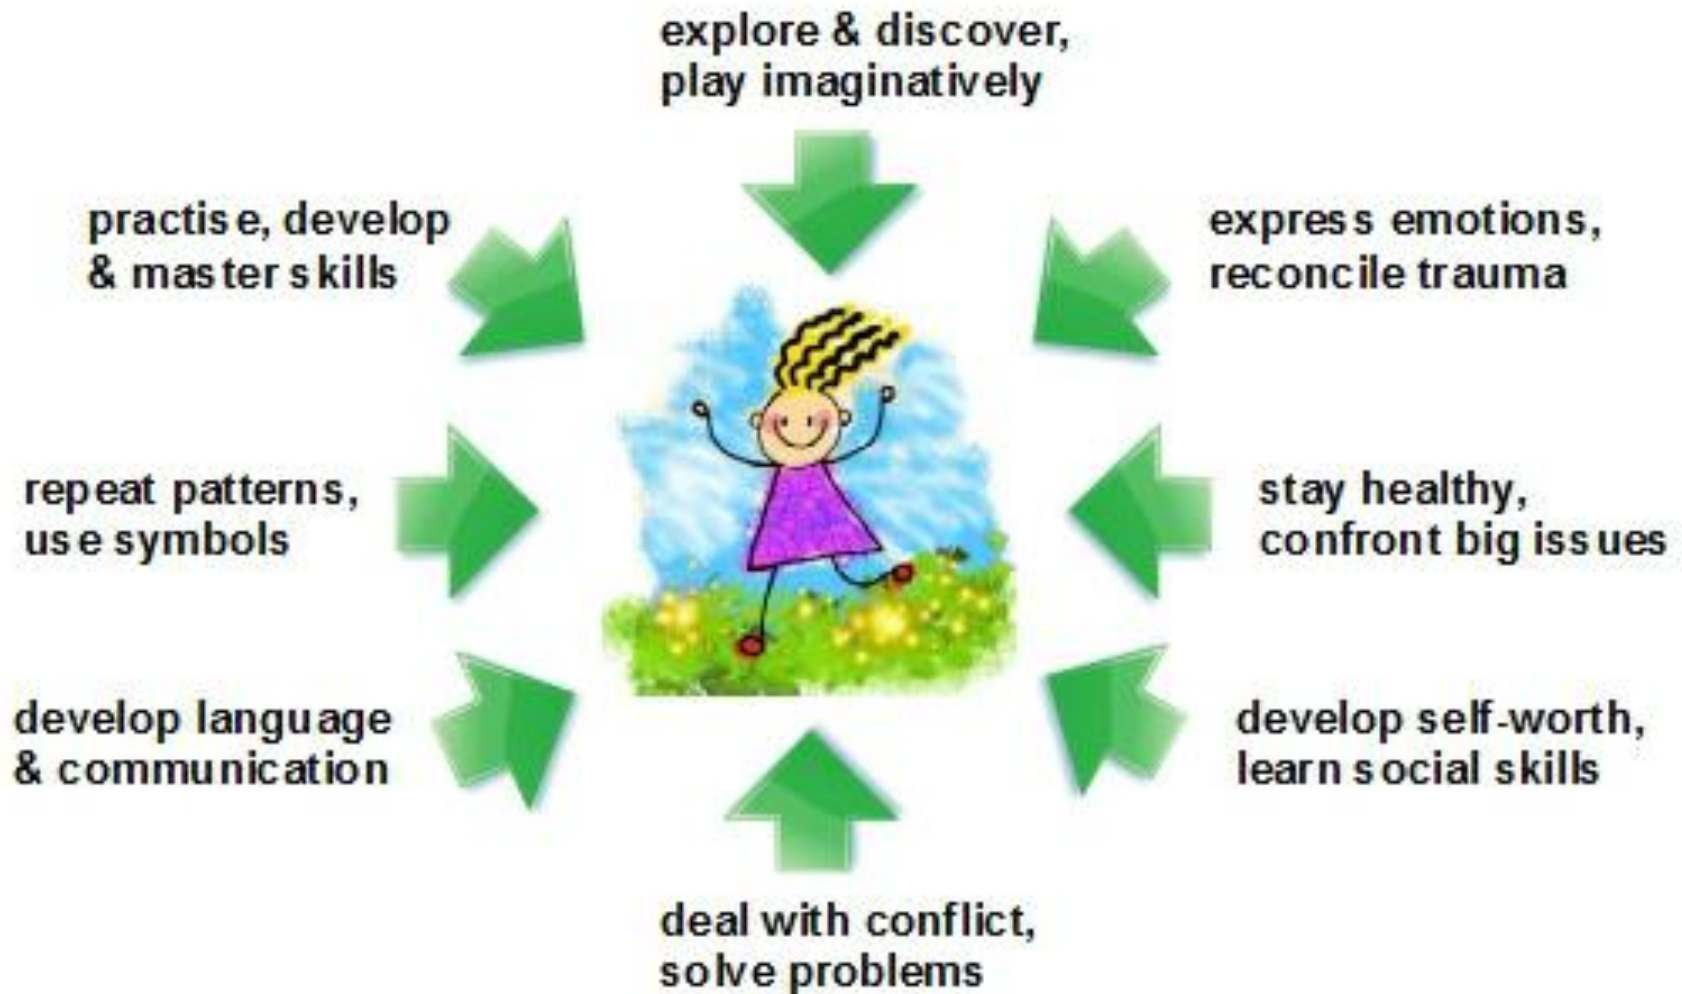 explore & discover,
play imaginatively
practise, develop
& master skills
express emotions,
reconcile trauma
repeat patterns,
use symbols
stay healthy,
confront big issues
develop language
& communication
develop self-worth,
learn social skills
deal with conflict,
solve problems